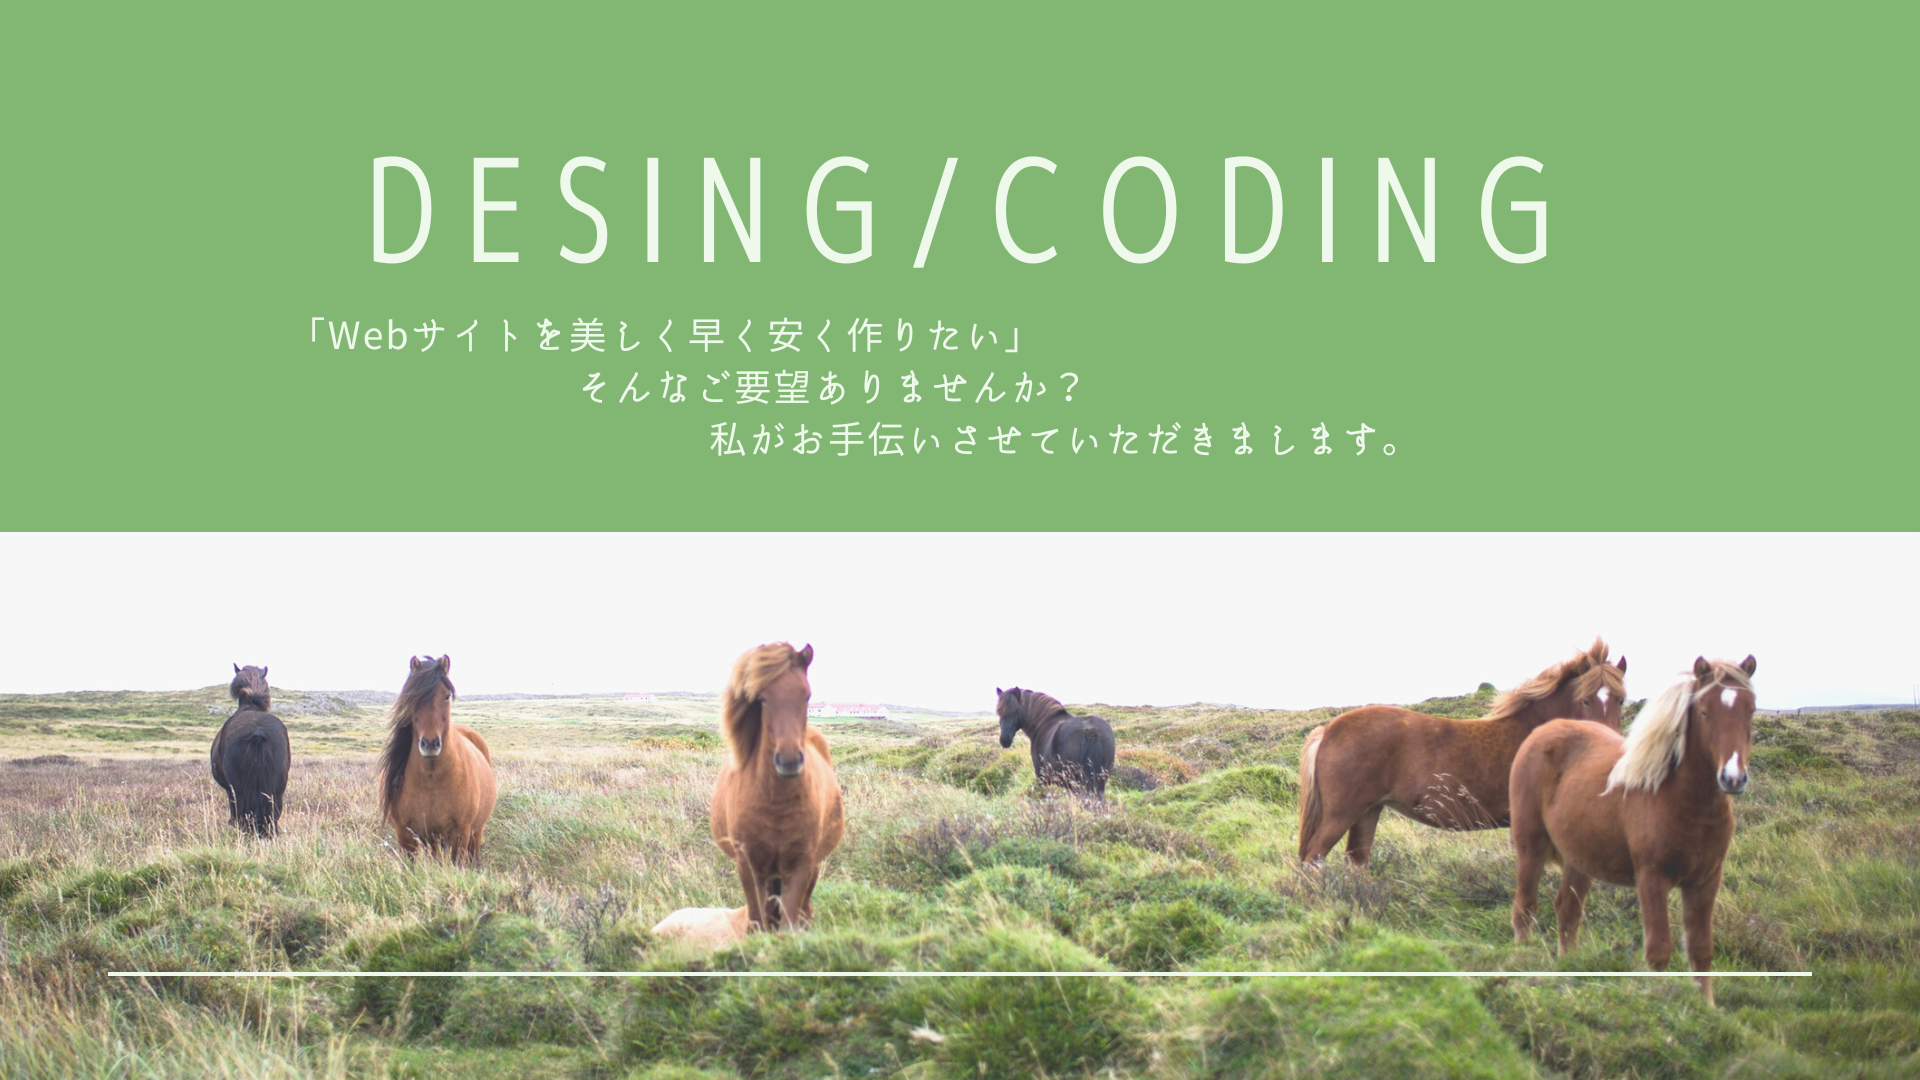 DESING/CODING
「Webサイトを美しく早く安く作りたい」
そんなご要望ありませんか？
私がお手伝いさせていただきまします。